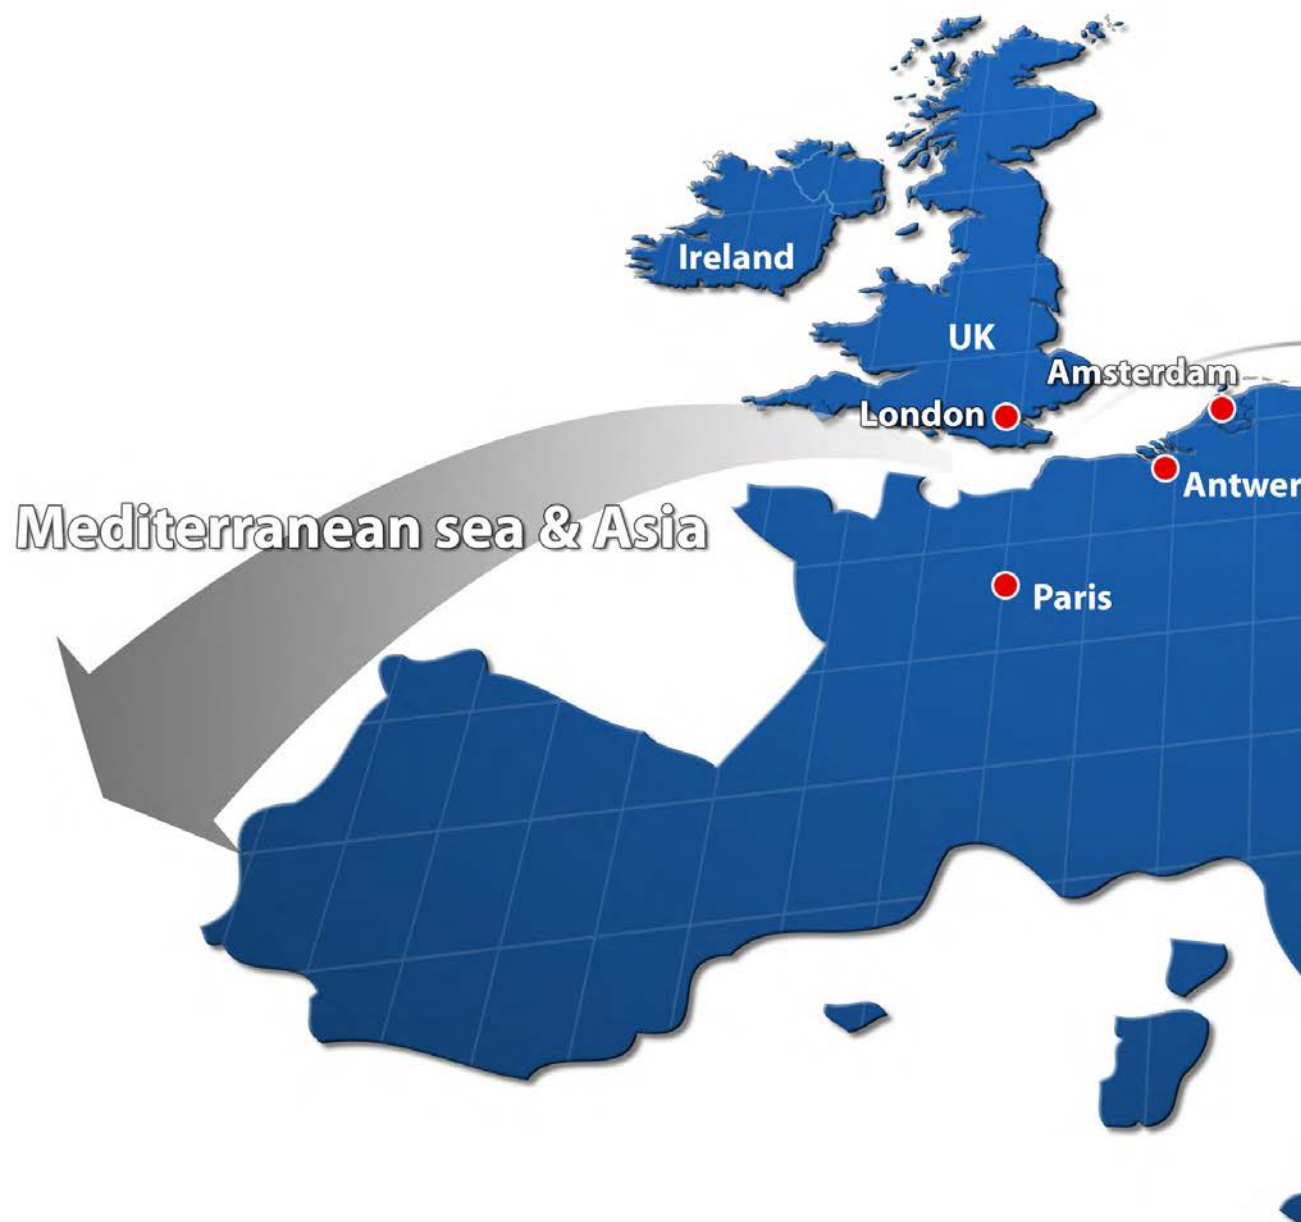 Ireland
UK
Amsterdam
London
Antwer
Mediterranean sea & Asia
Paris